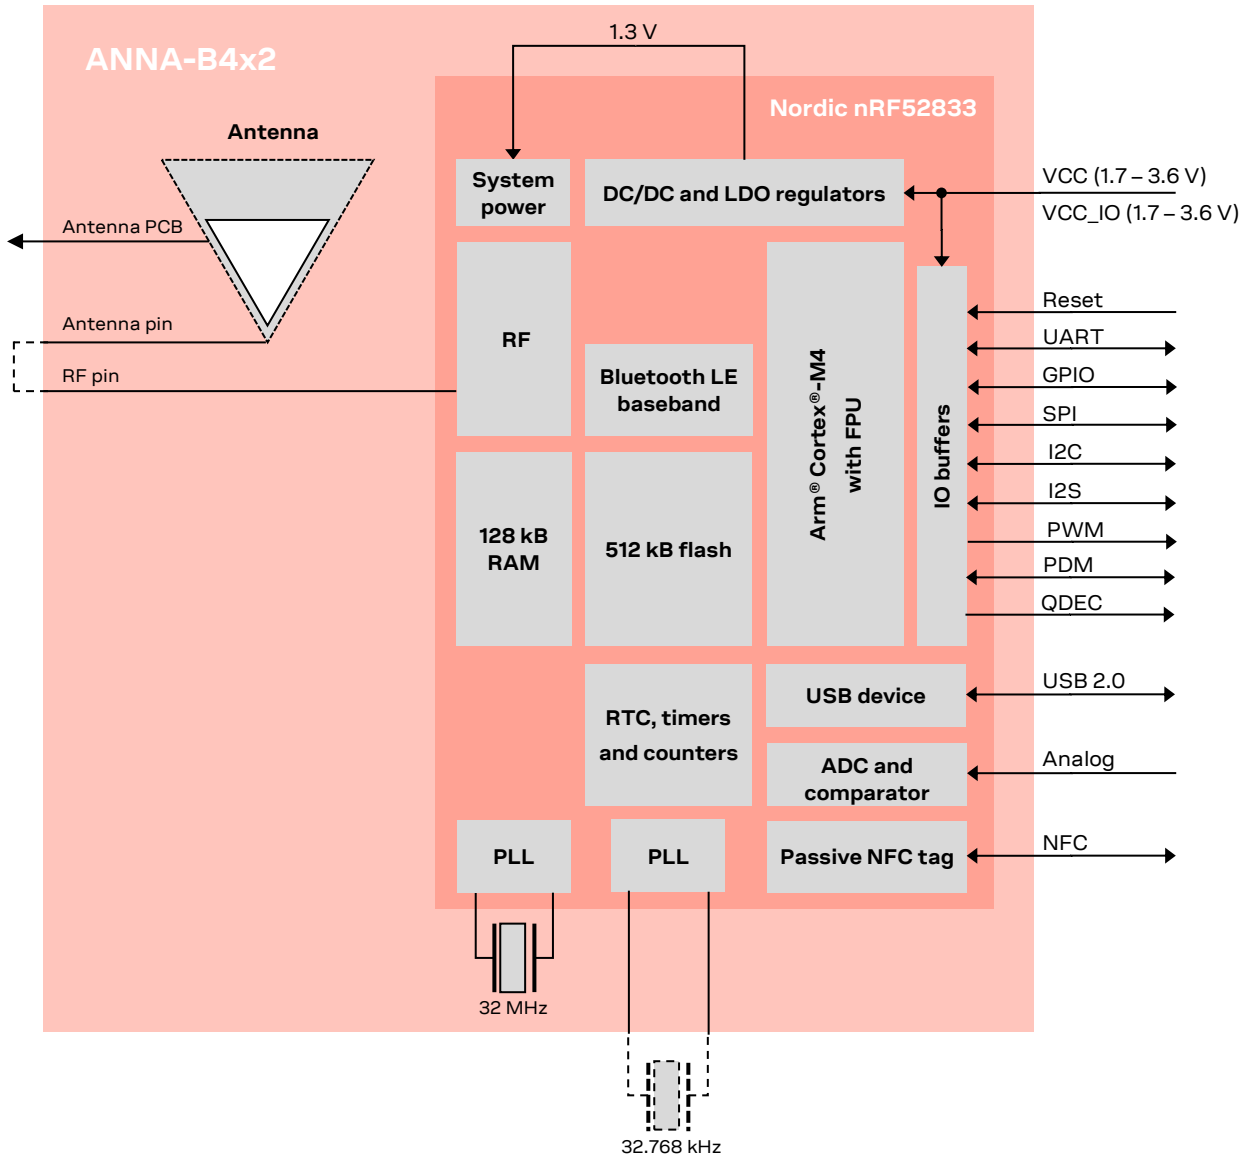 1.3 V
ANNA-B4x2
Nordic nRF52833
Antenna
System
power
DC/DC and LDO regulators
VCC (1.7 – 3.6 V)
VCC_IO (1.7 – 3.6 V)
Antenna PCB
Antenna pin
RF pin
RF
Bluetooth LE
baseband
Arm® Cortex®-M4
with FPU
IO buffers
Reset
UART
GPIO
SPI
I2C
I2S
PWM
PDM
QDEC
128 kB
RAM
512 kB flash
RTC, timers
and counters
USB device
USB 2.0
ADC and
comparator
Analog
PLL
PLL
Passive NFC tag
NFC
32 MHz
32.768 kHz